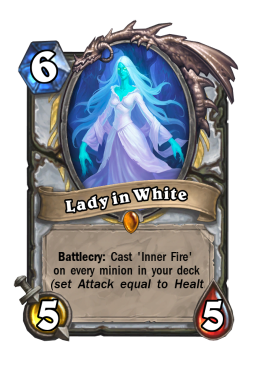 6
Lady in White
Battlecry: Cast 'Inner Fire'
on every minion in your deck
(set Attack equal to Healt
5 5